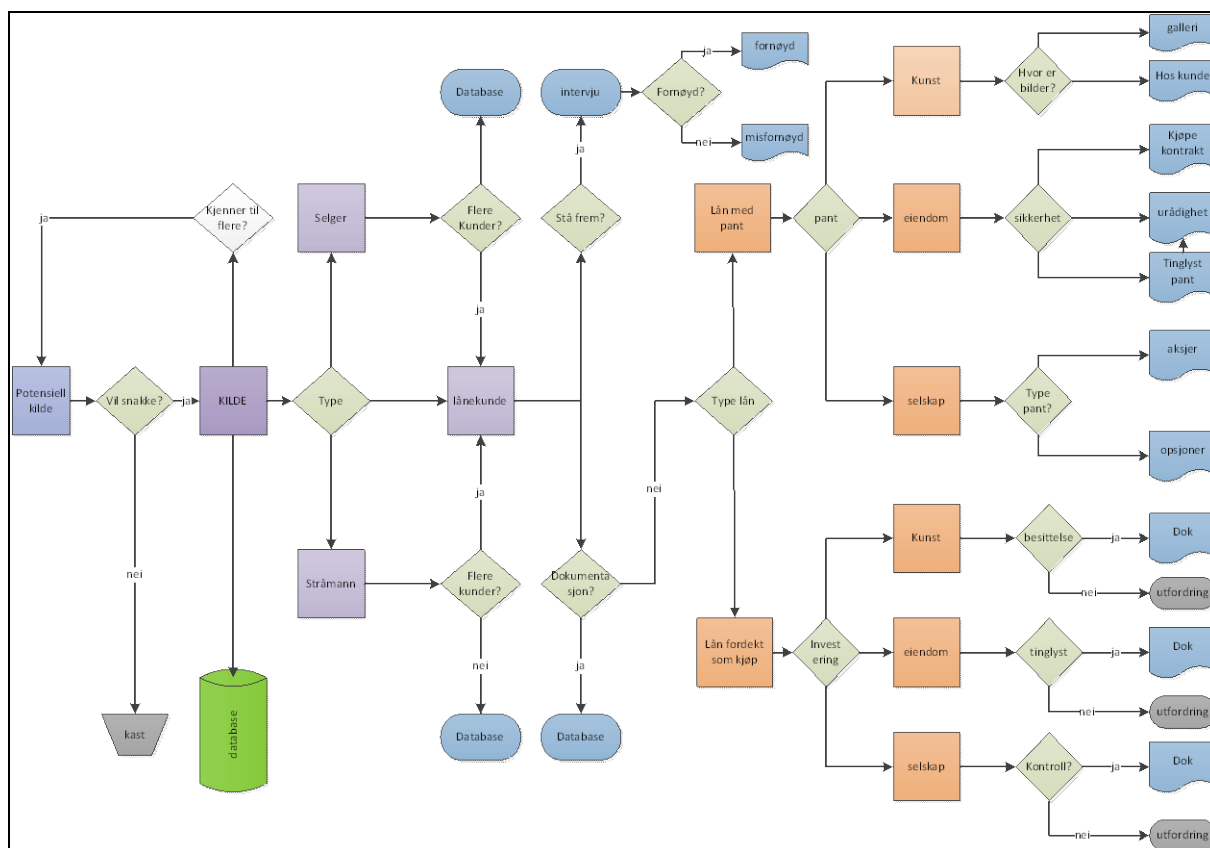 galleri
fornøyd
ja
Kunst
Hvor er
bilder?
Hos kunde
Database
intervju
Fornøyd?
nei
misfornøyd
Kjøpe
kontrakt
ja
Kjenner til
flere?
ja
Selger
Flere
Kunder?
Stå frem?
Lån med
pant
pant
eiendom
sikkerhet
urådighet
Tinglyst
pant
ja
aksjer
Potensiell
kilde
Vil snakke?
ja
KILDE
Type
lånekunde
Type lån
selskap
Type
pant?
opsjoner
nei
ja
nei
Stråmann
Flere
kunder?
Dokumenta
sjon?
Kunst
besittelse
ja
Dok
nei
utfordring
Lån fordekt
som kjøp
Invest
ering
eiendom
tinglyst
ja
Dok
nei
ja
nei
utfordring
kast
database
Database
Database
selskap
Kontroll?
ja
Dok
nei
utfordring